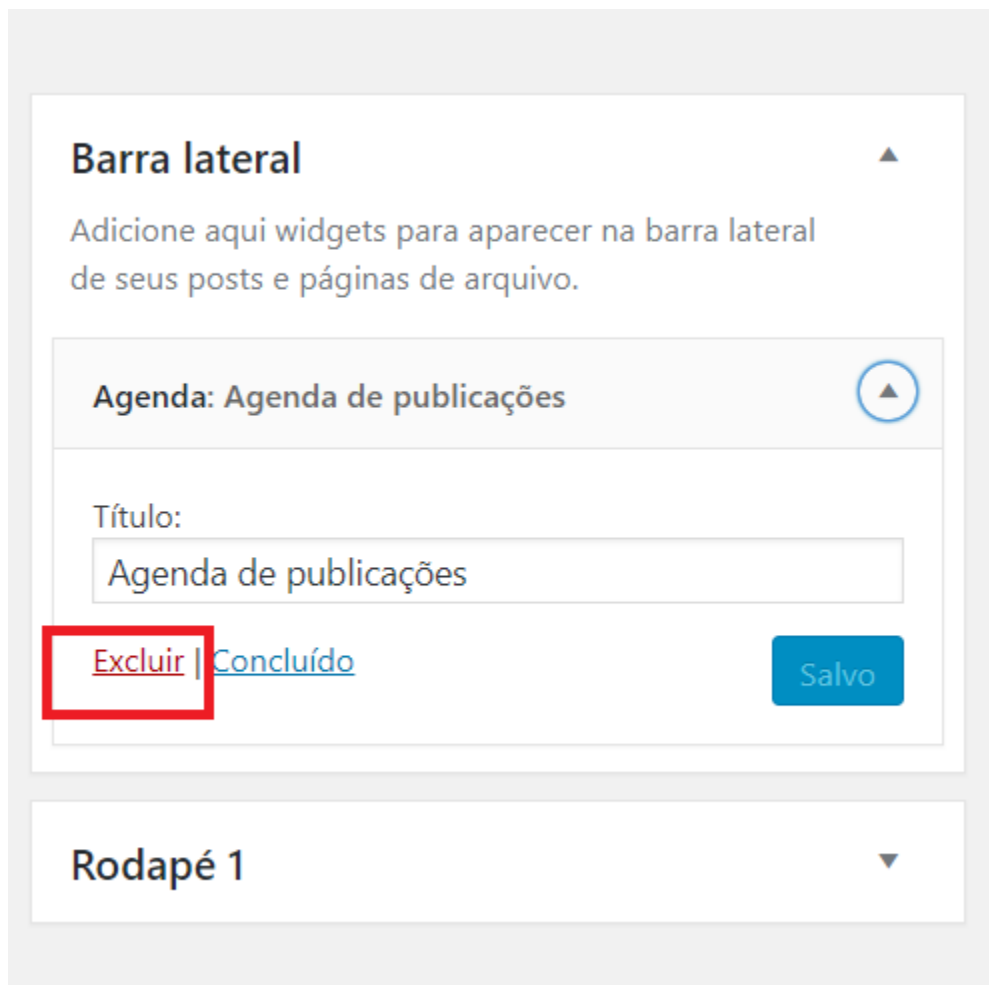 Barra lateral
Adicione aqui widgets para aparecer na barra lateral
de seus posts e páginas de arquivo.
Agenda: Agenda de publicações
Título:
Agenda de publicações
Excluir | Concluído
Salvo
Rodapé 1